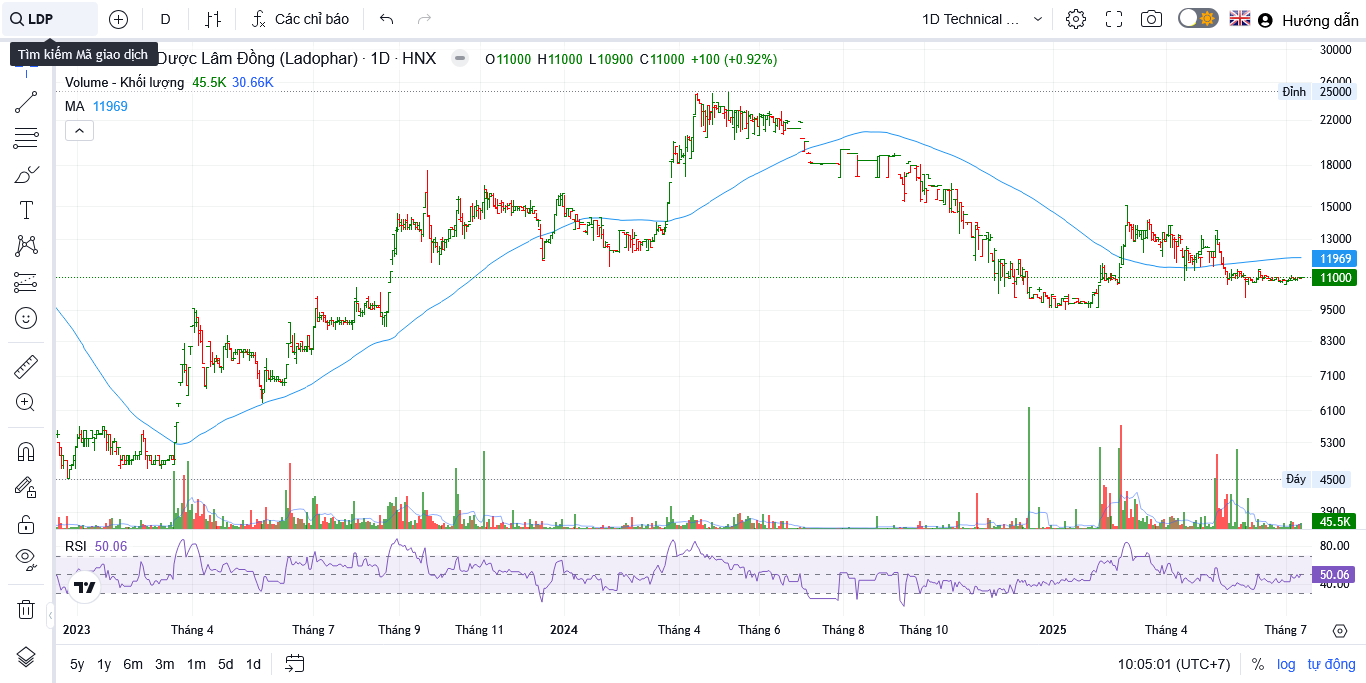 LDP
D
Các chỉ báo
1D Technical ...
Hướng dẫn
Tìm kiếm Mã giao dịch
Dược Lâm Đồng (Ladophar) · 1D · HNX
O11000 H11000 L10900 C11000 +100 (+0.92%)
Volume - Khối lượng 45.5K 30.66K
MA 11969
30000
26000
Đỉnh 25000
22000
18000
15000
13000
11969
11000
9500
8300
7100
6100
5300
Đáy 4500
3900
45.5K
RSI 50.06
80.00
50.06
40.00
2023 Tháng 4 Tháng 7 Tháng 9 Tháng 11 2024 Tháng 4 Tháng 6 Tháng 8 Tháng 10 2025 Tháng 4 Tháng 7
5y 1y 6m 3m 1m 5d 1d
10:05:01 (UTC+7) % log tự động